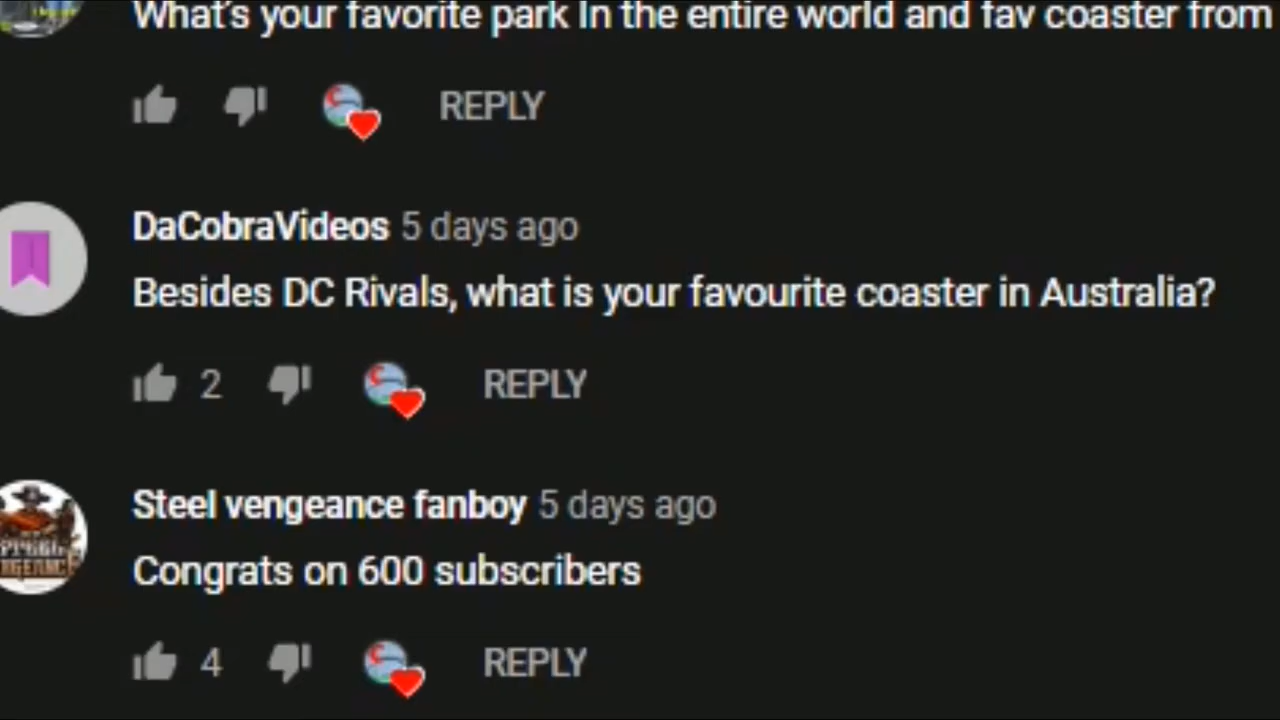 What's your favorite park In the entire world and fav coaster from
REPLY
DaCobraVideos 5 days ago
Besides DC Rivals, what is your favourite coaster in Australia?
2 REPLY
Steel vengeance fanboy 5 days ago
Congrats on 600 subscribers
4 REPLY